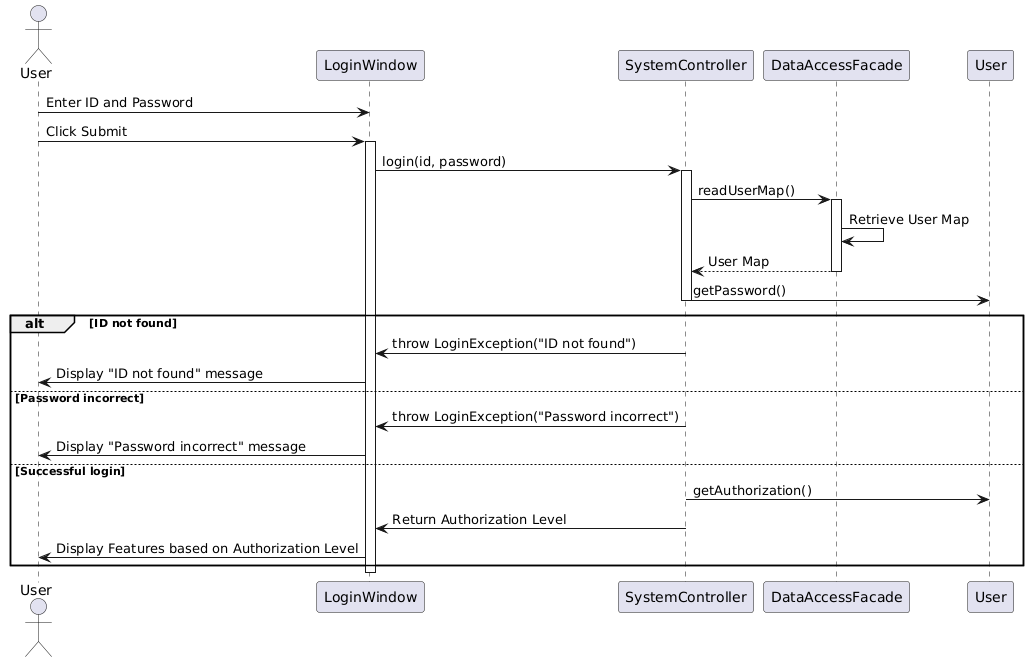 User
LoginWindow
SystemController
DataAccessFacade
User
Enter ID and Password
Click Submit
login(id, password)
readUserMap()
Retrieve User Map
User Map
getPassword()
alt
[ID not found]
throw LoginException("ID not found")
Display "ID not found" message
[Password incorrect]
throw LoginException("Password incorrect")
Display "Password incorrect" message
[Successful login]
getAuthorization()
Return Authorization Level
Display Features based on Authorization Level
User
LoginWindow
SystemController
DataAccessFacade
User